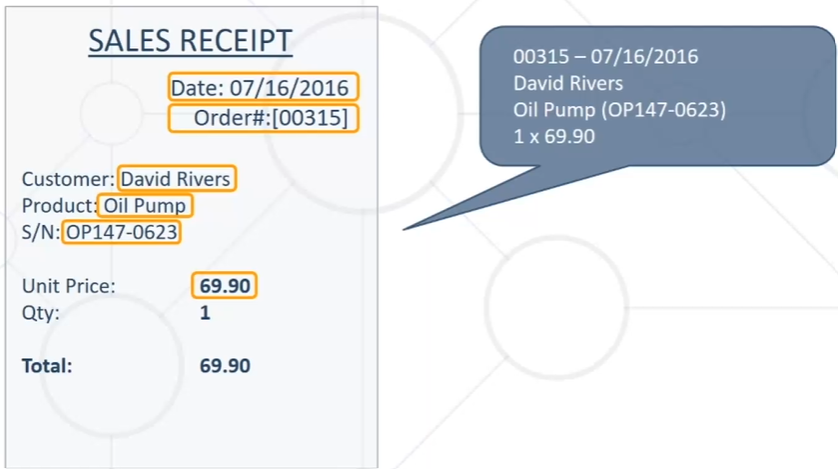 SALES RECEIPT
Date: 07/16/2016
Order#:[00315]
Customer: David Rivers
Product: Oil Pump
S/N: OP147-0623
Unit Price: 69.90
Qty: 1
Total: 69.90
00315 – 07/16/2016
David Rivers
Oil Pump (OP147-0623)
1 x 69.90